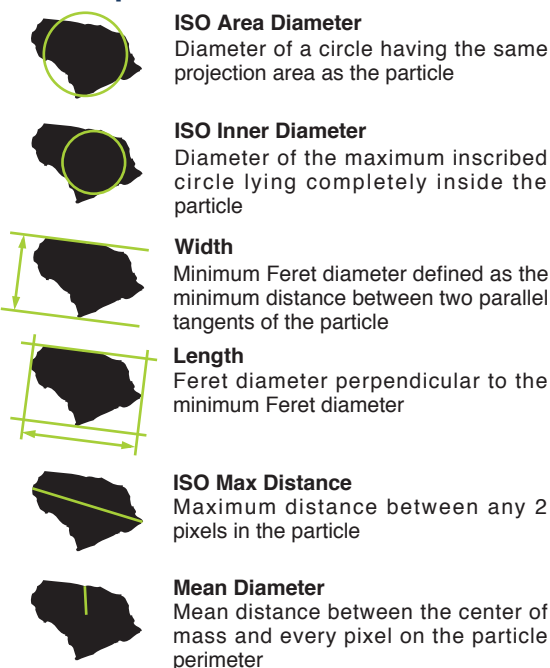 ISO Area Diameter
Diameter of a circle having the same
projection area as the particle
ISO Inner Diameter
Diameter of the maximum inscribed
circle lying completely inside the
particle
Width
Minimum Feret diameter defined as the
minimum distance between two parallel
tangents of the particle
Length
Feret diameter perpendicular to the
minimum Feret diameter
ISO Max Distance
Maximum distance between any 2
pixels in the particle
Mean Diameter
Mean distance between the center of
mass and every pixel on the particle
perimeter